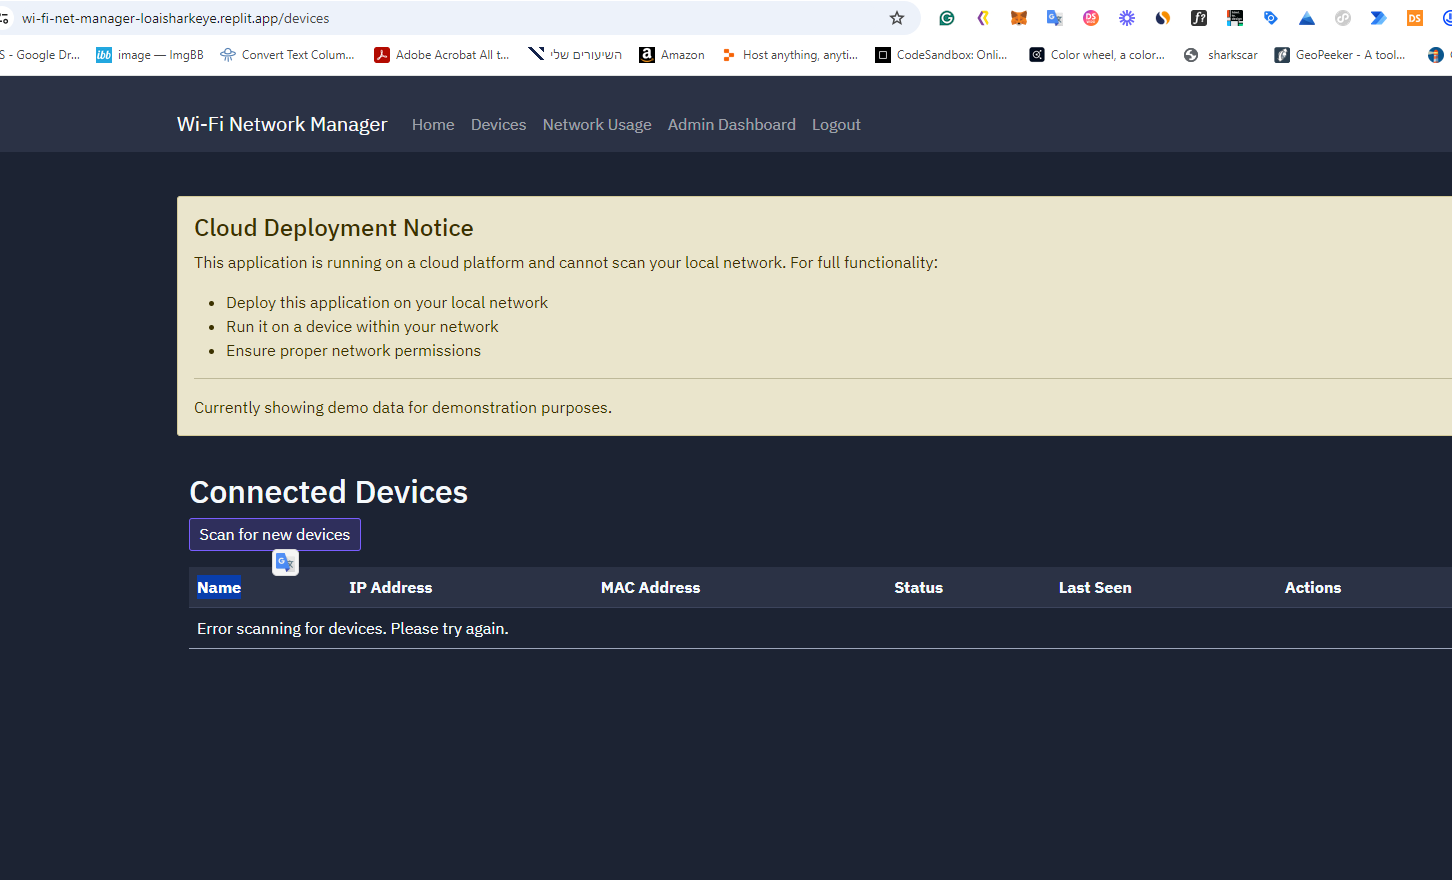 wi-fi-net-manager-loaisharkeye.replit.app/devices
S - Google Dr... ibb image — ImgBB Convert Text Colum... Adobe Acrobat All t... השיעורים שלי Amazon Host anything, anyti... CodeSandbox: Onli... Color wheel, a color... sharkscar GeoPeeker - A tool...
Wi-Fi Network Manager Home Devices Network Usage Admin Dashboard Logout
Cloud Deployment Notice
This application is running on a cloud platform and cannot scan your local network. For full functionality:
• Deploy this application on your local network
• Run it on a device within your network
• Ensure proper network permissions
Currently showing demo data for demonstration purposes.
Connected Devices
Scan for new devices
Name IP Address MAC Address Status Last Seen Actions
Error scanning for devices. Please try again.